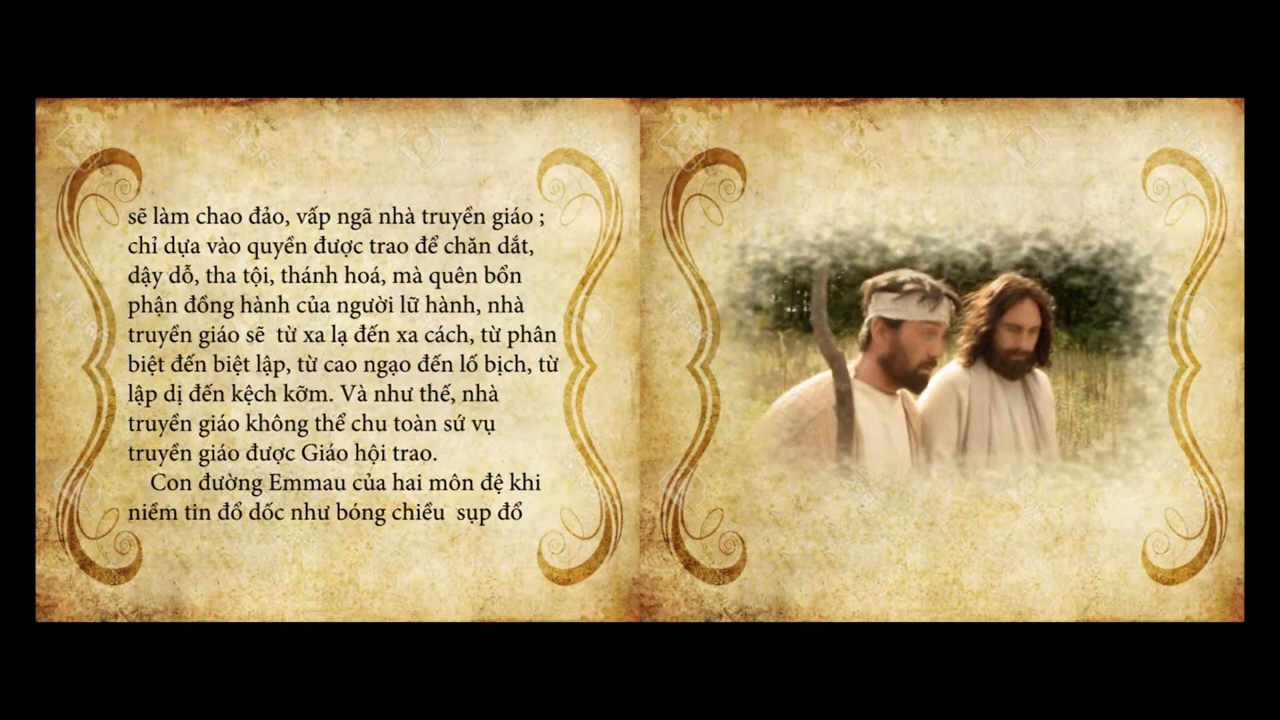 sẽ làm chao đảo, vấp ngã nhà truyền giáo ;
chỉ dựa vào quyền được trao để chăn dắt,
dậy dỗ, tha tội, thánh hoá, mà quên bổn
phận đồng hành của người lữ hành, nhà
truyền giáo sẽ  từ xa lạ đến xa cách, từ phân
biệt đến biệt lập, từ cao ngạo đến lố bịch, từ
lập dị đến kệch kỡm. Và như thế, nhà
truyền giáo không thể chu toàn sứ vụ
truyền giáo được Giáo hội trao.
Con đường Emmau của hai môn đệ khi
niềm tin đổ dốc như bóng chiều  sụp đổ